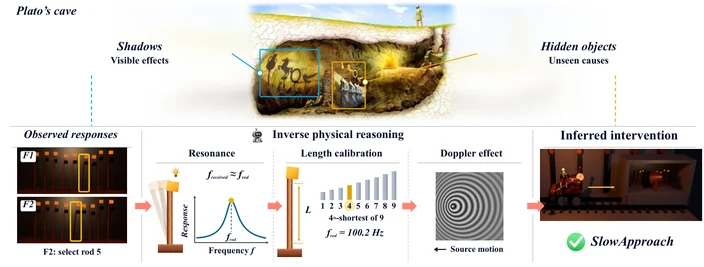 Plato's cave
Shadows
Visible effects
Hidden objects
Unseen causes
Observed responses
Inverse physical reasoning
Inferred intervention
F1
F2
F2: select rod 5
Resonance
f_received ≈ f_rod
Response
f_rod
Frequency f
Length calibration
L
1 2 3 4 5 6 7 8 9
4-shortest of 9
f_rod = 100.2 Hz
Doppler effect
Source motion
SlowApproach